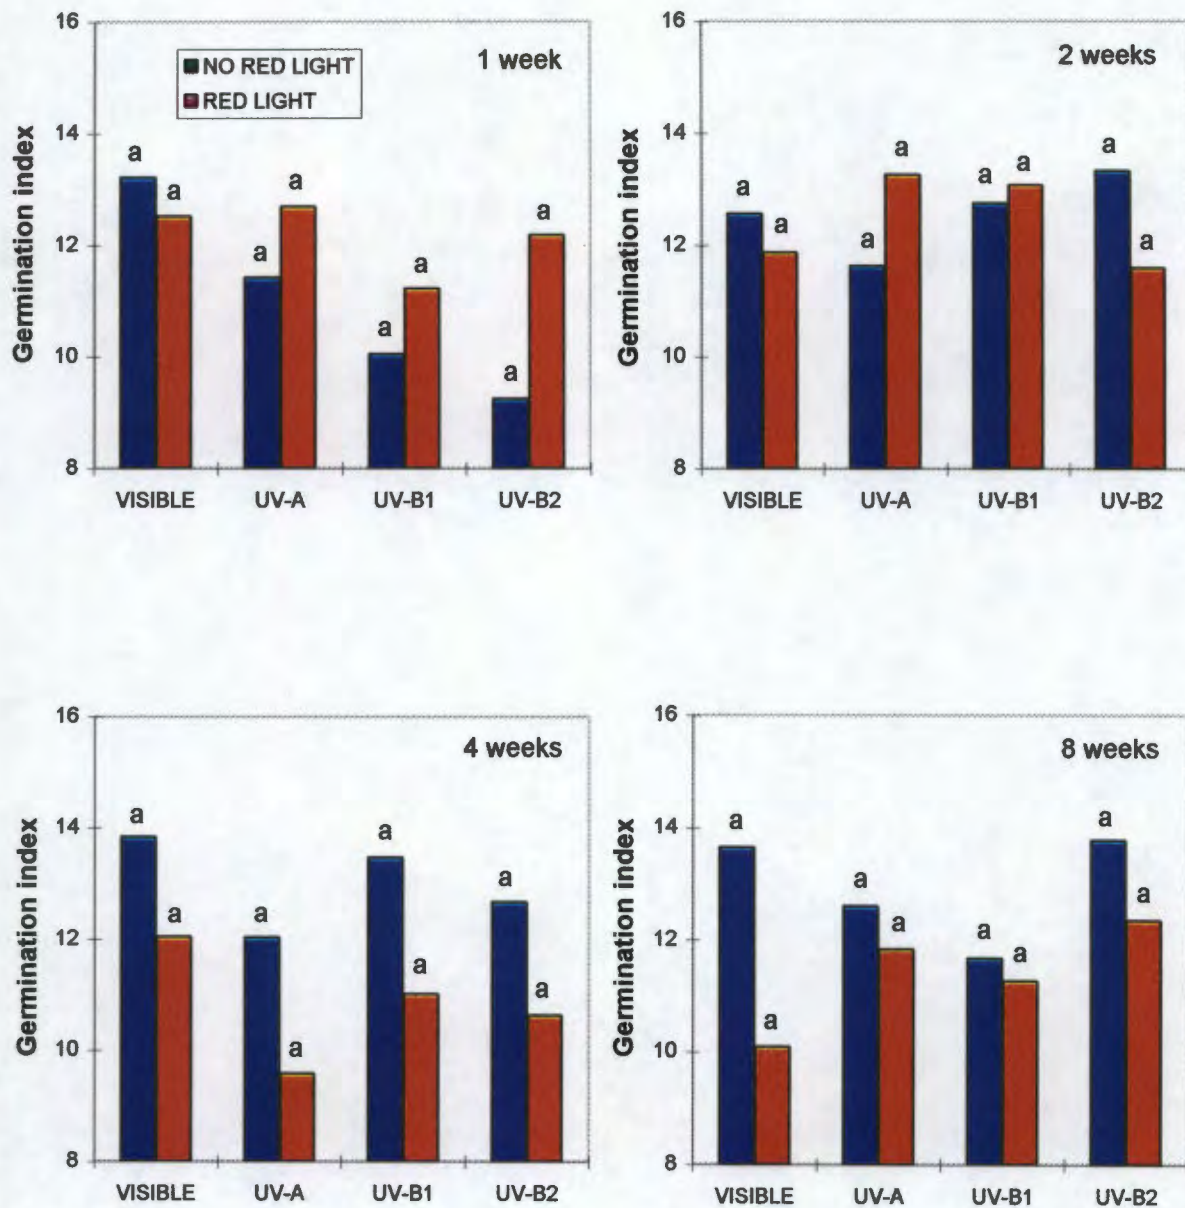 16
14
12
10
8
Germination index
NO RED LIGHT
RED LIGHT
1 week
a a a a a a a a
VISIBLE UV-A UV-B1 UV-B2
16
14
12
10
8
Germination index
2 weeks
a a a a a a a a
VISIBLE UV-A UV-B1 UV-B2
16
14
12
10
8
Germination index
4 weeks
a a a a a a a a
VISIBLE UV-A UV-B1 UV-B2
16
14
12
10
8
Germination index
8 weeks
a a a a a a a a
VISIBLE UV-A UV-B1 UV-B2